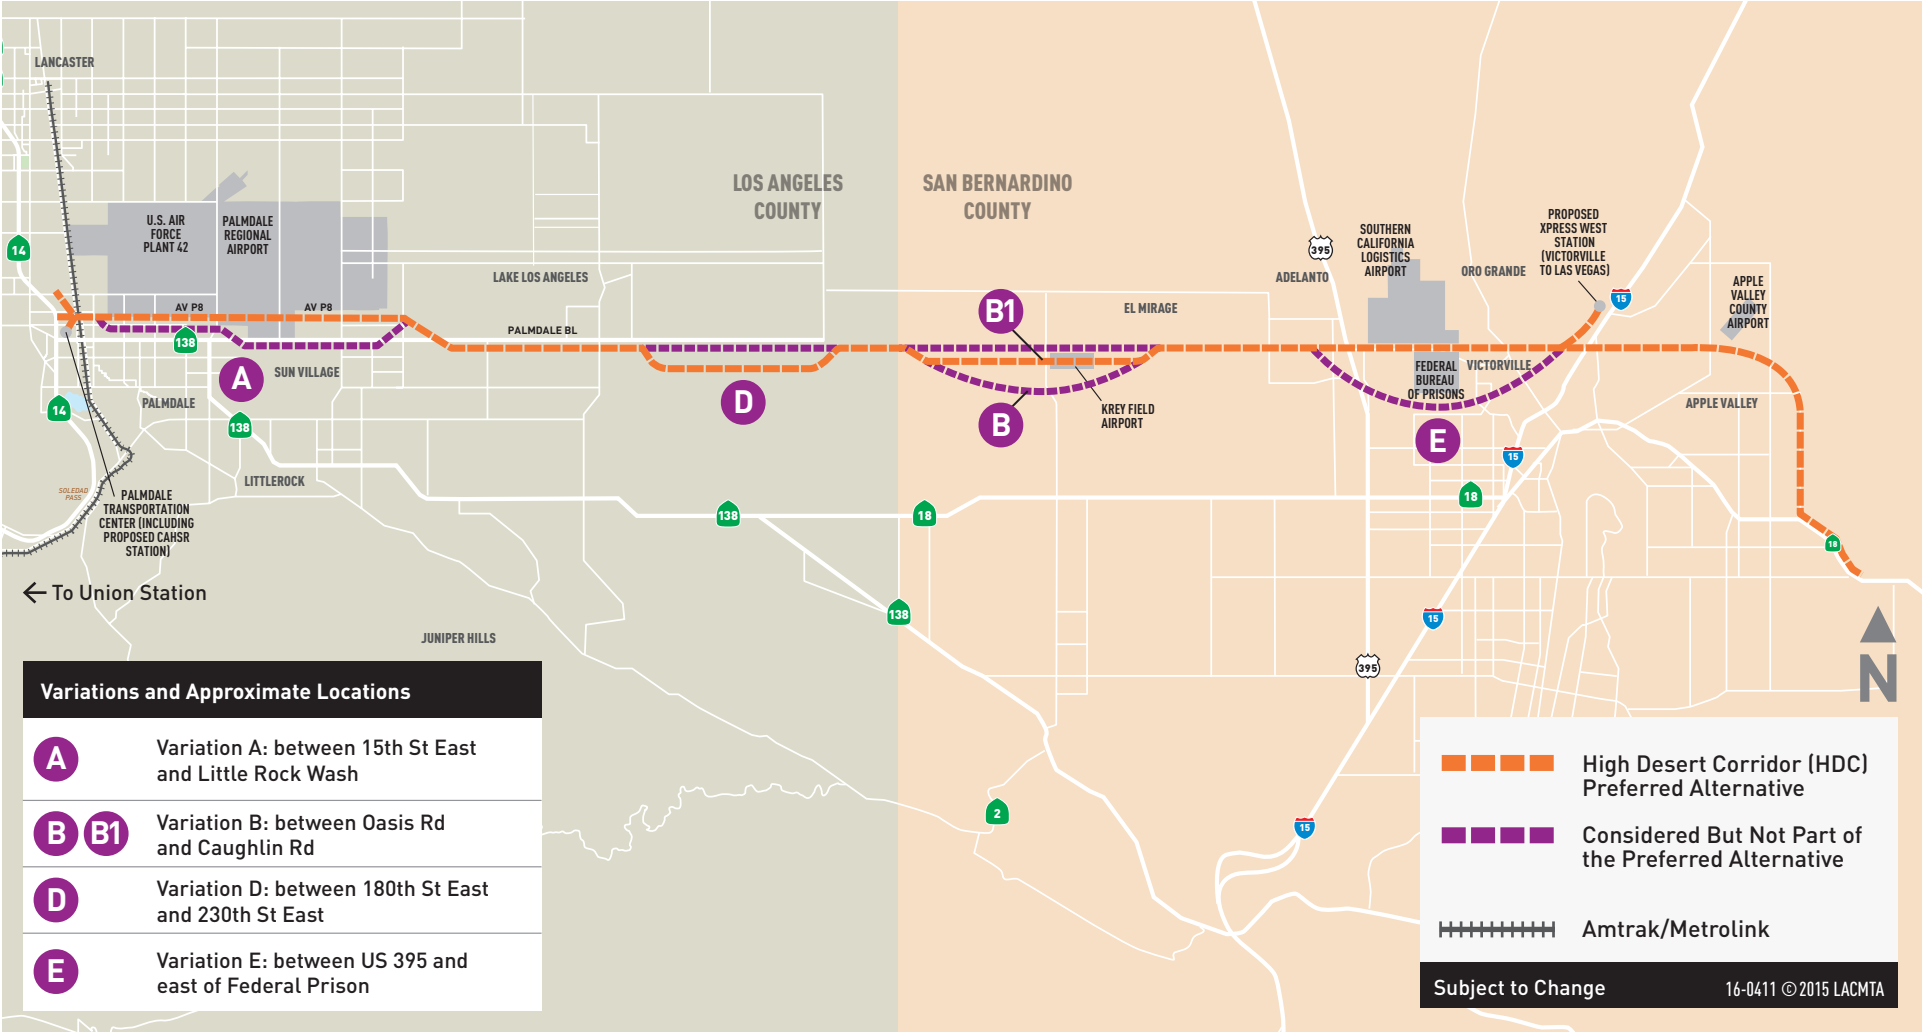 LANCASTER
14
U.S. AIR
FORCE
PLANT 42
PALMDALE
REGIONAL
AIRPORT
LOS ANGELES
COUNTY
SAN BERNARDINO
COUNTY
LAKE LOS ANGELES
395
ADELANTO
SOUTHERN
CALIFORNIA
LOGISTICS
AIRPORT
ORO GRANDE
PROPOSED
XPRESS WEST
STATION
(VICTORVILLE
TO LAS VEGAS)
15
APPLE
VALLEY
COUNTY
AIRPORT
AV P8
AV P8
138
PALMDALE BL
B1
EL MIRAGE
A
SUN VILLAGE
D
B
KREY FIELD
AIRPORT
FEDERAL
BUREAU
OF PRISONS
VICTORVILLE
E
APPLE VALLEY
14
PALMDALE
138
LITTLEROCK
SOLEDAD
PASS
PALMDALE
TRANSPORTATION
CENTER (INCLUDING
PROPOSED CAHSR
STATION)
138
18
15
18
18
To Union Station
138
15
JUNIPER HILLS
395
N
2
15
Variations and Approximate Locations
A
Variation A: between 15th St East
and Little Rock Wash
B B1
Variation B: between Oasis Rd
and Caughlin Rd
D
Variation D: between 180th St East
and 230th St East
E
Variation E: between US 395 and
east of Federal Prison
High Desert Corridor (HDC)
Preferred Alternative
Considered But Not Part of
the Preferred Alternative
Amtrak/Metrolink
Subject to Change
16-0411 ©2015 LACMTA